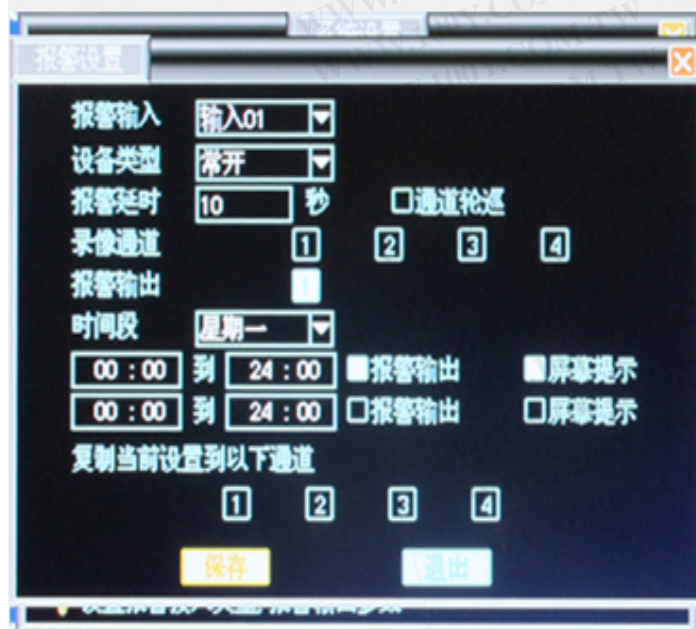 WWW.100Y.COM.TW
报警设置
报警输入 输入01
设备类型 常开
报警延时 10 秒 通道轮巡
录像通道 1 2 3 4
报警输出 1
时间段 星期一
00:00 到 24:00 报警输出 屏幕提示
00:00 到 24:00 报警输出 屏幕提示
复制当前设置到以下通道
1 2 3 4
保存 退出